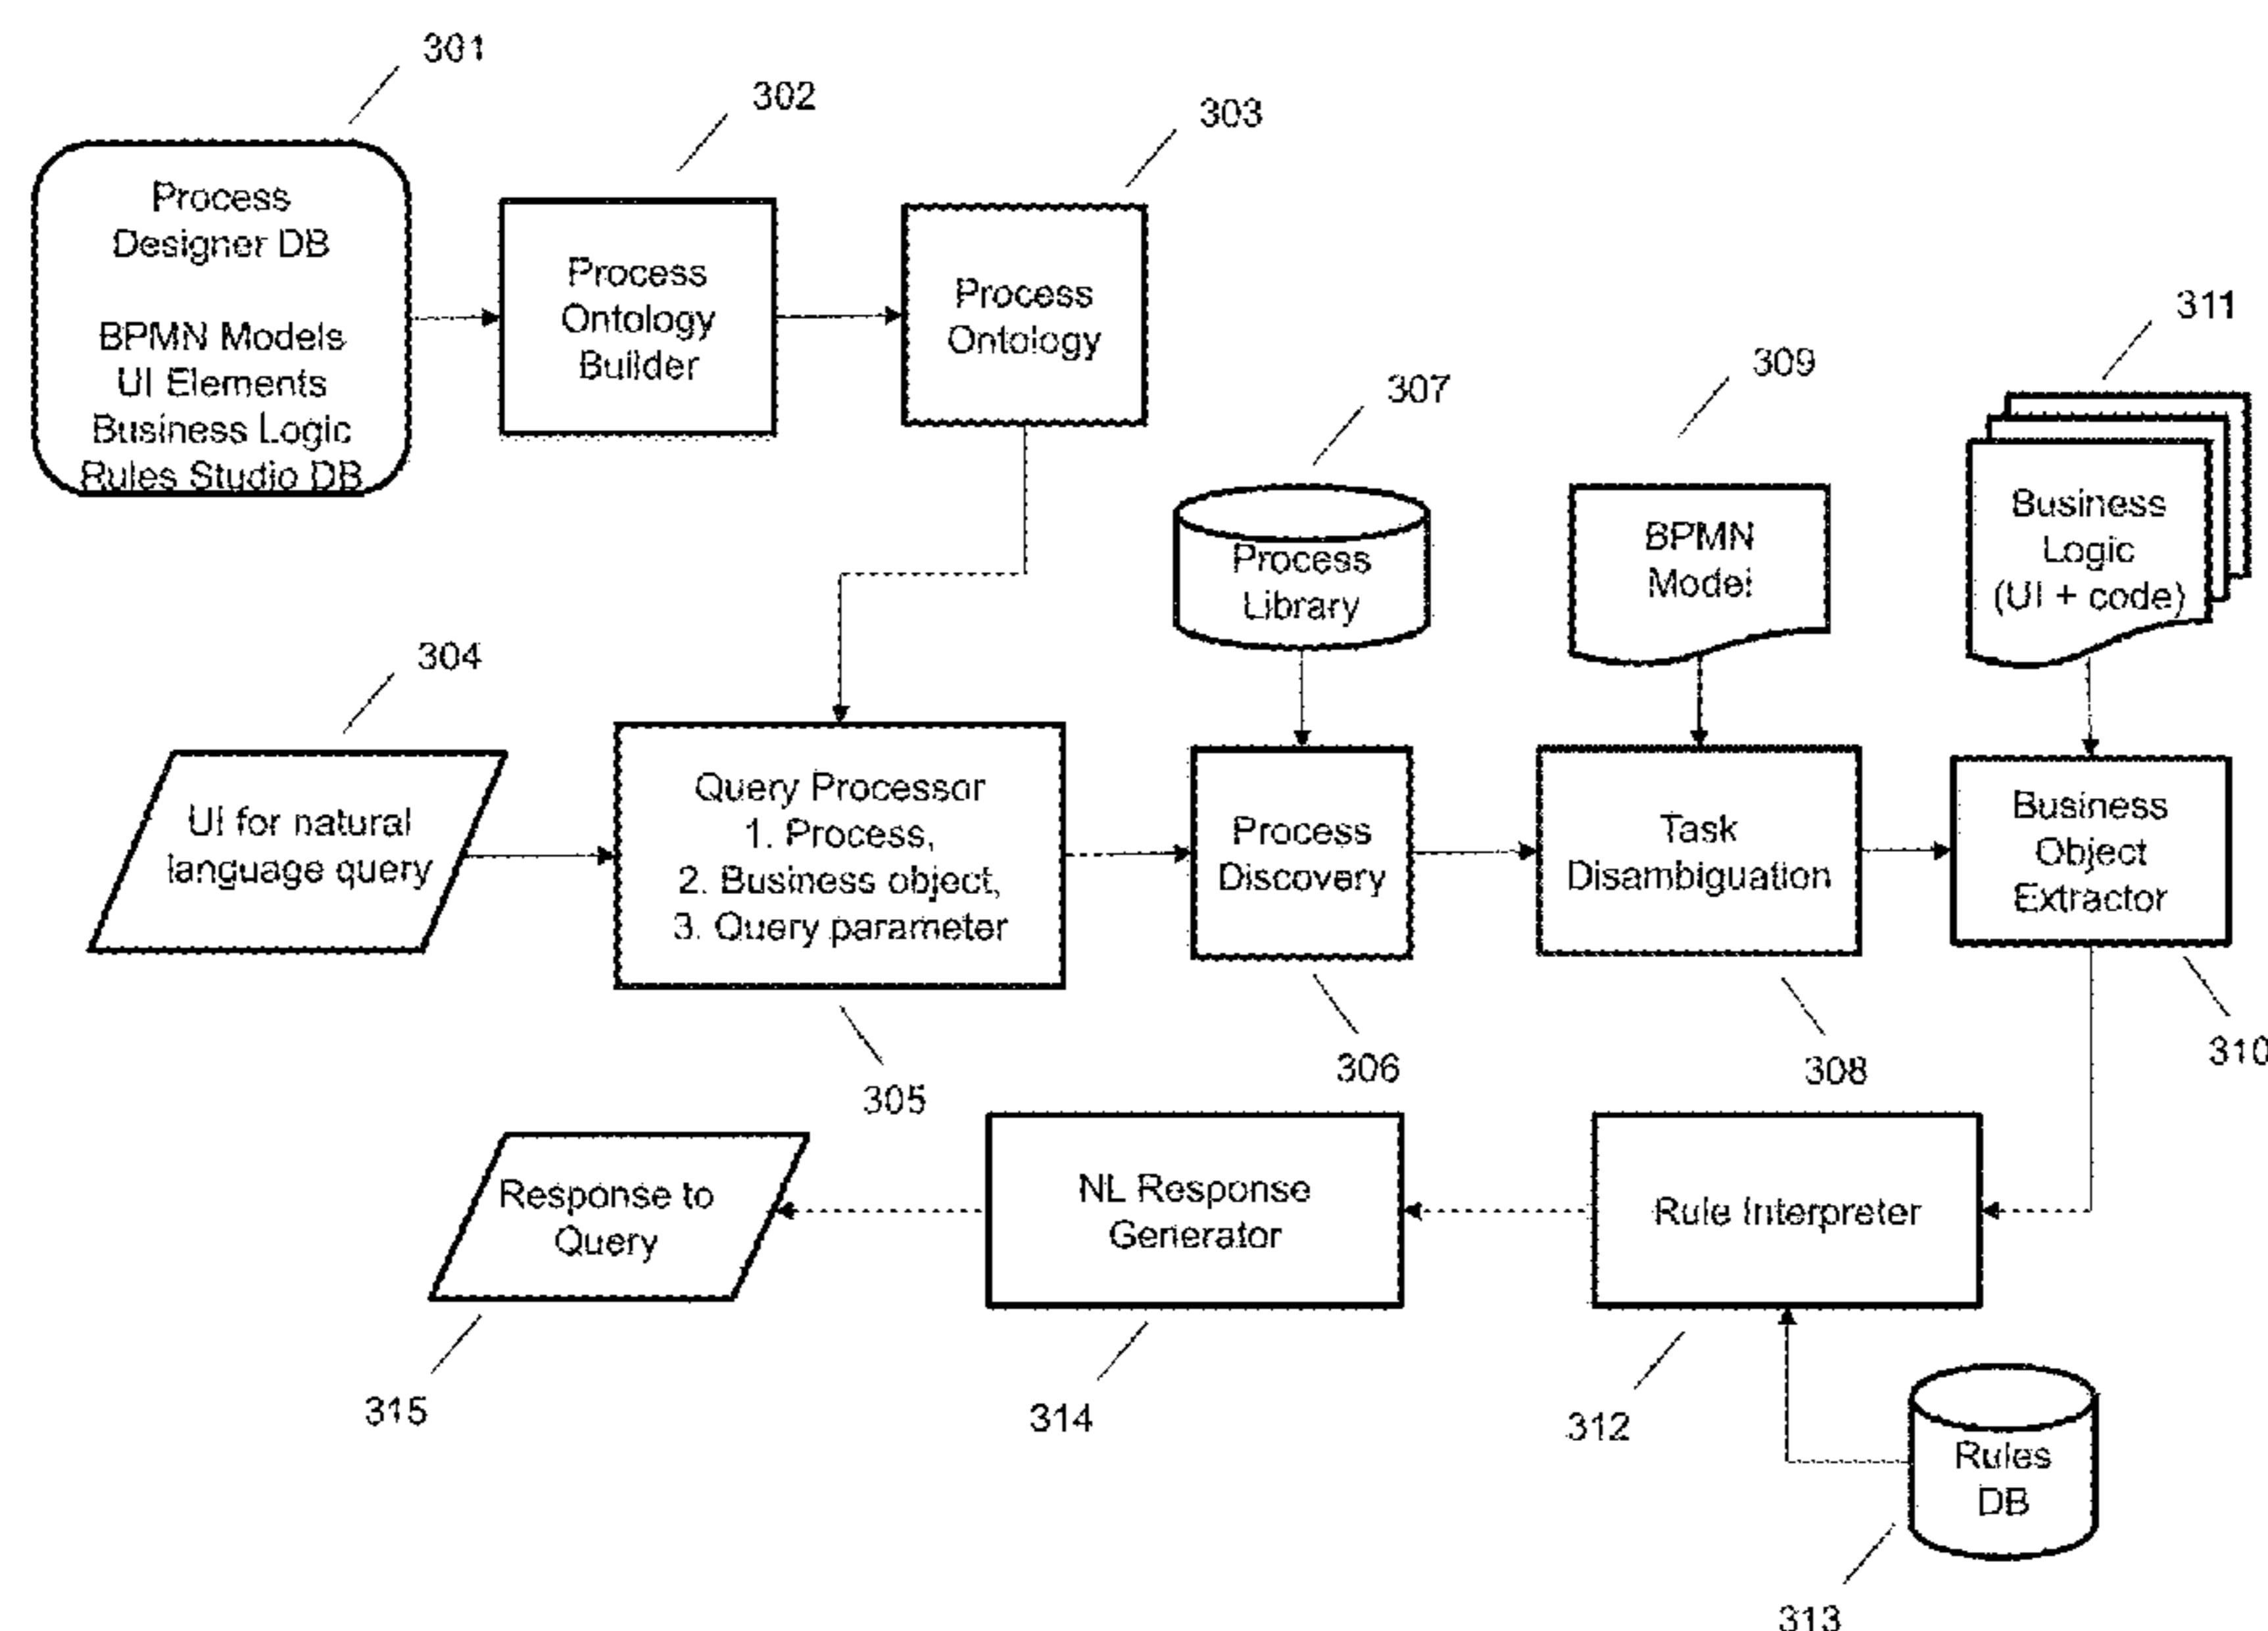 301
302
303
Process
Designer DB
BPMN Models
UI Elements
Business Logic
Rules Studio DB
Process
Ontology
Builder
Process
Ontology
304
307
309
311
Process
Library
BPMN
Model
Business
Logic
(UI + code)
UI for natural
language query
Query Processor
1. Process,
2. Business object,
3. Query parameter
Process
Discovery
Task
Disambiguation
Business
Object
Extractor
305
306
308
310
Response to
Query
NL Response
Generator
Rule Interpreter
315
314
312
Rules
DB
313